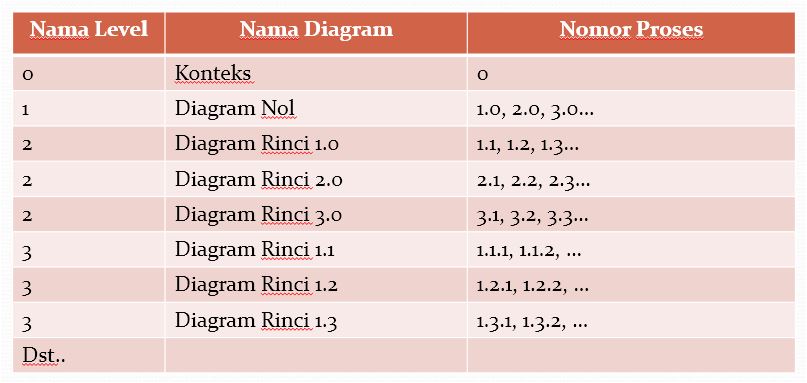 Nama Level Nama Diagram Nomor Proses
0 Konteks 0
1 Diagram Nol 1.0, 2.0, 3.0...
2 Diagram Rinci 1.0 1.1, 1.2, 1.3...
2 Diagram Rinci 2.0 2.1, 2.2, 2.3...
2 Diagram Rinci 3.0 3.1, 3.2, 3.3...
3 Diagram Rinci 1.1 1.1.1, 1.1.2, ...
3 Diagram Rinci 1.2 1.2.1, 1.2.2, ...
3 Diagram Rinci 1.3 1.3.1, 1.3.2, ...
Dst..